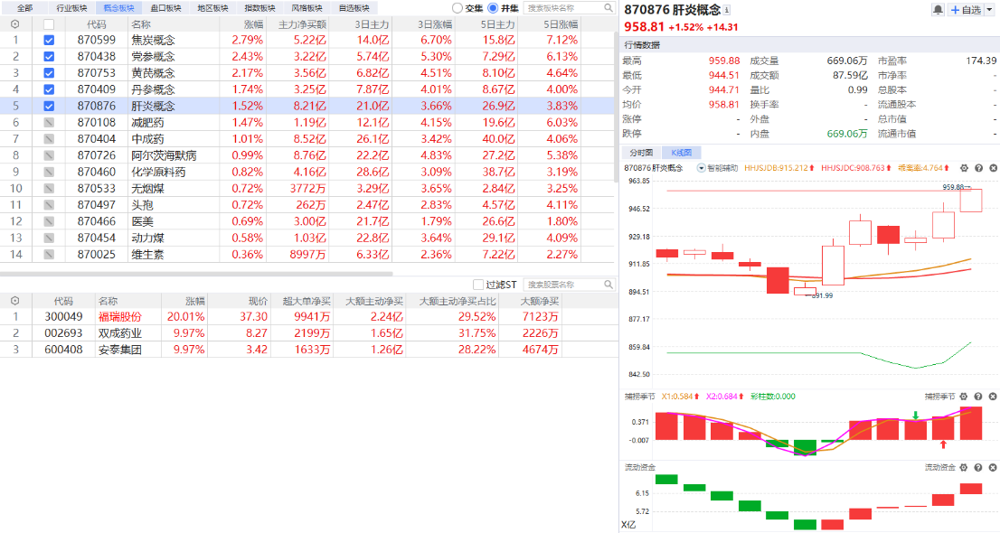 全部 行业板块 概念板块 盘口板块 地区板块 指数板块 风格板块 自选板块 交集 并集 搜索板块名称
代码 名称 涨幅 主力净买额 3日主力 3日涨幅 5日主力 5日涨幅
1 870599 焦炭概念 2.79% 5.22亿 14.0亿 6.70% 15.8亿 7.12%
2 870438 党参概念 2.43% 3.22亿 5.74亿 5.30% 7.29亿 6.13%
3 870753 黄芪概念 2.17% 3.56亿 6.82亿 4.51% 8.10亿 4.64%
4 870409 丹参概念 1.74% 3.25亿 7.87亿 4.01% 8.67亿 4.00%
5 870876 肝炎概念 1.52% 8.21亿 21.0亿 3.66% 26.9亿 3.83%
6 870108 减肥药 1.47% 1.19亿 12.1亿 4.15% 19.6亿 6.03%
7 870404 中成药 1.01% 8.52亿 26.1亿 3.42% 40.0亿 4.06%
8 870726 阿尔茨海默病 0.99% 8.76亿 22.2亿 4.83% 27.2亿 5.38%
9 870460 化学原料药 0.82% 4.16亿 28.6亿 3.09% 38.7亿 3.19%
10 870533 无烟煤 0.72% 3772万 3.29亿 3.65% 2.84亿 3.25%
11 870497 头孢 0.72% 262万 2.47亿 2.83% 4.57亿 4.11%
12 870466 医美 0.69% 3.00亿 21.7亿 1.79% 26.6亿 1.80%
13 870454 动力煤 0.58% 1.03亿 22.8亿 3.64% 29.1亿 4.09%
14 870025 维生素 0.36% 8997万 6.33亿 2.36% 7.22亿 2.27%
过滤ST 搜索股票名称
代码 名称 涨幅 现价 超大单净买 大额主动净买 大额主动净买占比 大额净买
1 300049 福瑞股份 20.01% 37.30 9941万 2.24亿 29.52% 7123万
2 002693 双成药业 9.97% 8.27 2199万 1.65亿 31.75% 2226万
3 600408 安泰集团 9.97% 3.42 1633万 1.26亿 28.22% 4674万
870876 肝炎概念 i + 自选
958.81 +1.52% +14.31
行情数据
最高 959.88 成交量 669.06万 市盈率 174.39
最低 944.51 成交额 87.59亿 市净率 -
今开 944.71 量比 0.99 总股本 -
均价 958.81 换手率 - 流通股本 -
涨停 - 外盘 - 总市值 -
跌停 - 内盘 669.06万 流通市值 -
分时图 K线图
870876 肝炎概念 智能辅助 HHJSJDB:915.212 HHJSJDC:908.763 乖离率:4.764
963.85
959.88
946.52
929.18
911.85
894.51
891.99
877.17
859.84
842.50
捕捞季节 X1:0.584 X2:0.684 彩柱数:0.000 捕捞季节
0.371
-0.007
流动资金 流动资金
6.15
5.72
X亿